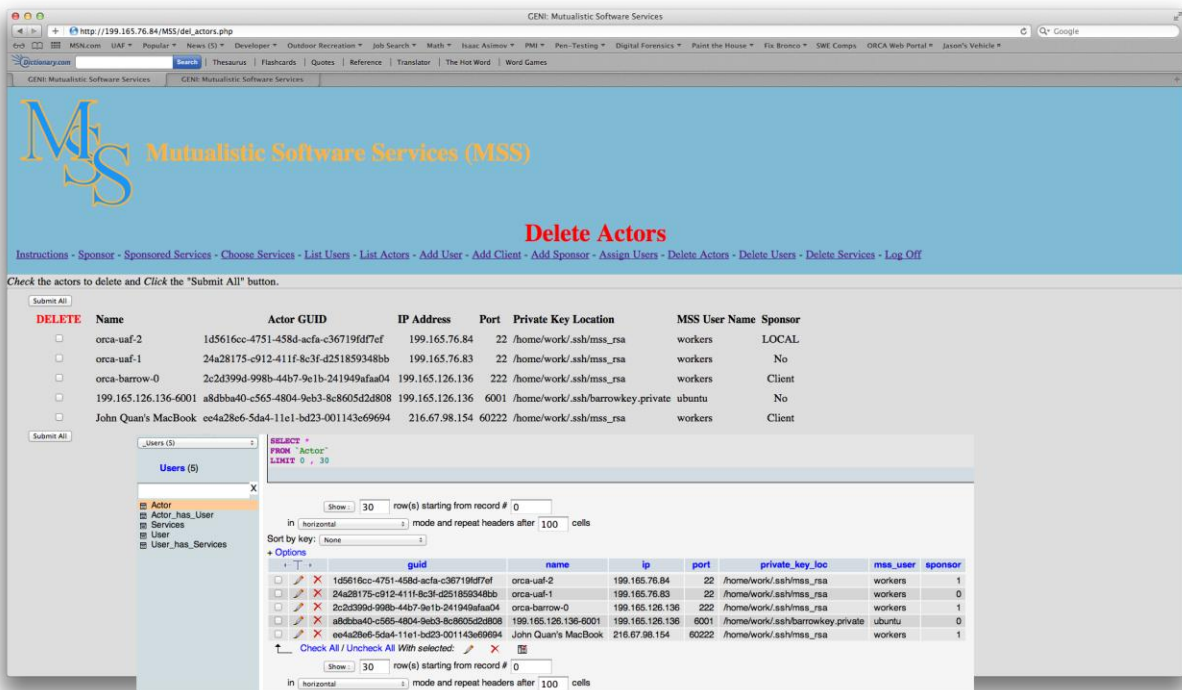 GENI: Mutualistic Software Services
http://199.165.76.84/MSS/del_actors.php
Google
MSN.com UAF Popular News (5) Developer Outdoor Recreation Job Search Math Isaac Asimov PMI Pen-Testing Digital Forensics Paint the House Fix Bronco SWE Comps ORCA Web Portal Jason's Vehicle
Dictionary.com Search Thesaurus Flashcards Quotes Reference Translator The Hot Word Word Games
GENI: Mutualistic Software Services GENI: Mutualistic Software Services
MSS Mutualistic Software Services (MSS)
Delete Actors
Instructions - Sponsor - Sponsored Services - Choose Services - List Users - List Actors - Add User - Add Client - Add Sponsor - Assign Users - Delete Actors - Delete Users - Delete Services - Log Off
Check the actors to delete and Click the "Submit All" button.
Submit All
DELETE Name Actor GUID IP Address Port Private Key Location MSS User Name Sponsor
orca-uaf-2 1d5616cc-4751-458d-acfa-c36719fdf7ef 199.165.76.84 22 /home/work/.ssh/mss_rsa workers LOCAL
orca-uaf-1 24a28175-c912-411f-8c3f-d251859348bb 199.165.76.83 22 /home/work/.ssh/mss_rsa workers No
orca-barrow-0 2c2d399d-998b-44b7-9e1b-241949afaa04 199.165.126.136 222 /home/work/.ssh/mss_rsa workers Client
199.165.126.136-6001 a8dbba40-c565-4804-9eb3-8c8605d2d808 199.165.126.136 6001 /home/work/.ssh/barrowkey.private ubuntu No
John Quan's MacBook ee4a28e6-5da4-11e1-bd23-001143e69694 216.67.98.154 60222 /home/work/.ssh/mss_rsa workers Client
Submit All
_Users (5)
Users (5)
X
Actor
Actor_has_User
Services
User
User_has_Services
SELECT *
FROM `Actor`
LIMIT 0 , 30
Show : 30 row(s) starting from record # 0
in horizontal mode and repeat headers after 100 cells
Sort by key: None
+ Options
T guid name ip port private_key_loc mss_user sponsor
1d5616cc-4751-458d-acfa-c36719fdf7ef orca-uaf-2 199.165.76.84 22 /home/work/.ssh/mss_rsa workers 1
24a28175-c912-411f-8c3f-d251859348bb orca-uaf-1 199.165.76.83 22 /home/work/.ssh/mss_rsa workers 0
2c2d399d-998b-44b7-9e1b-241949afaa04 orca-barrow-0 199.165.126.136 222 /home/work/.ssh/mss_rsa workers 1
a8dbba40-c565-4804-9eb3-8c8605d2d808 199.165.126.136-6001 199.165.126.136 6001 /home/work/.ssh/barrowkey.private ubuntu 0
ee4a28e6-5da4-11e1-bd23-001143e69694 John Quan's MacBook 216.67.98.154 60222 /home/work/.ssh/mss_rsa workers 1
Check All / Uncheck All With selected:
Show : 30 row(s) starting from record # 0
in horizontal mode and repeat headers after 100 cells